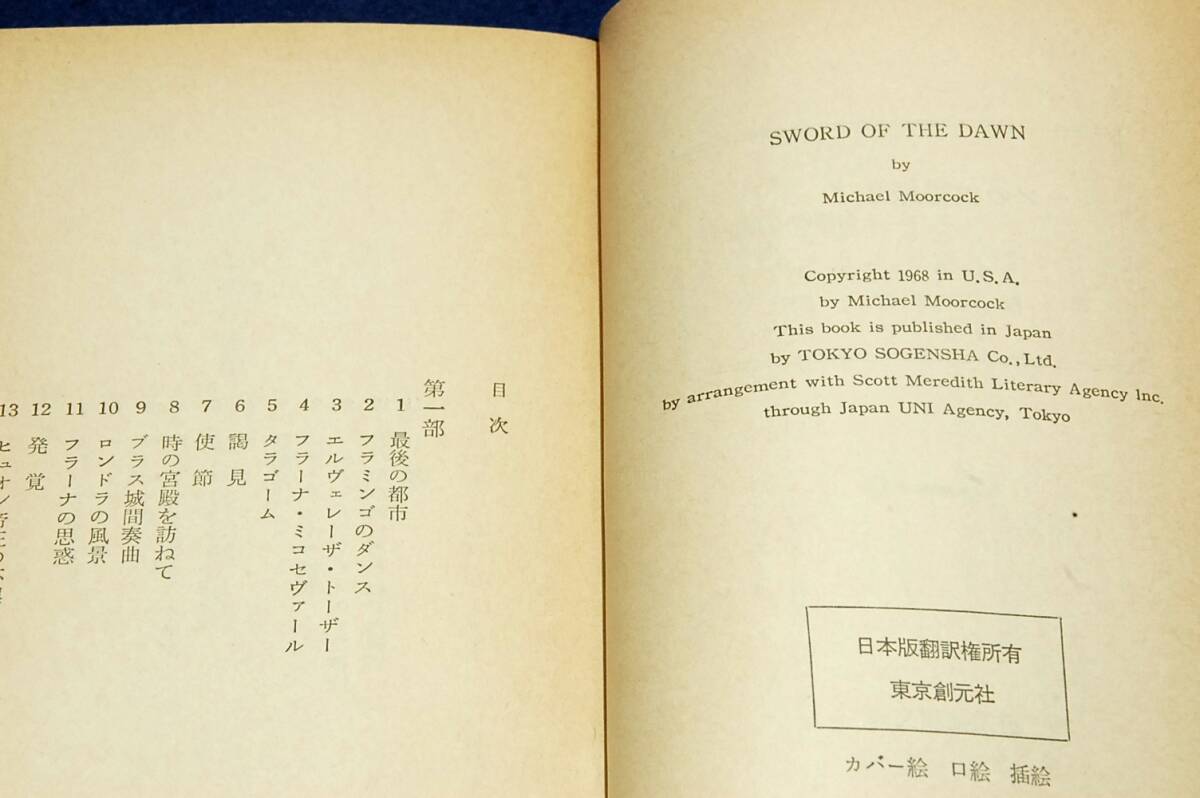 SWORD OF THE DAWN
by
Michael Moorcock
Copyright 1968 in U.S.A.
by Michael Moorcock
This book is published in Japan
by TOKYO SOGENSHA Co., Ltd.
by arrangement with Scott Meredith Literary Agency Inc.
through Japan UNI Agency, Tokyo
日本版翻訳権所有
東京創元社
カバー絵 口絵 挿絵
目次
第一部
1 最後の都市
2 フラミンゴのダンス
3 エルヴェレーザ・トーザー
4 フラーナ・ミコセヴァール
5 タラゴーム
6 謁見
7 使節
8 時の宮殿を訪ねて
9 ブラス城間奏曲
10 ロンドラの風景
11 フラーナの思惑
12 発覚
13 ヒュオン帝王の